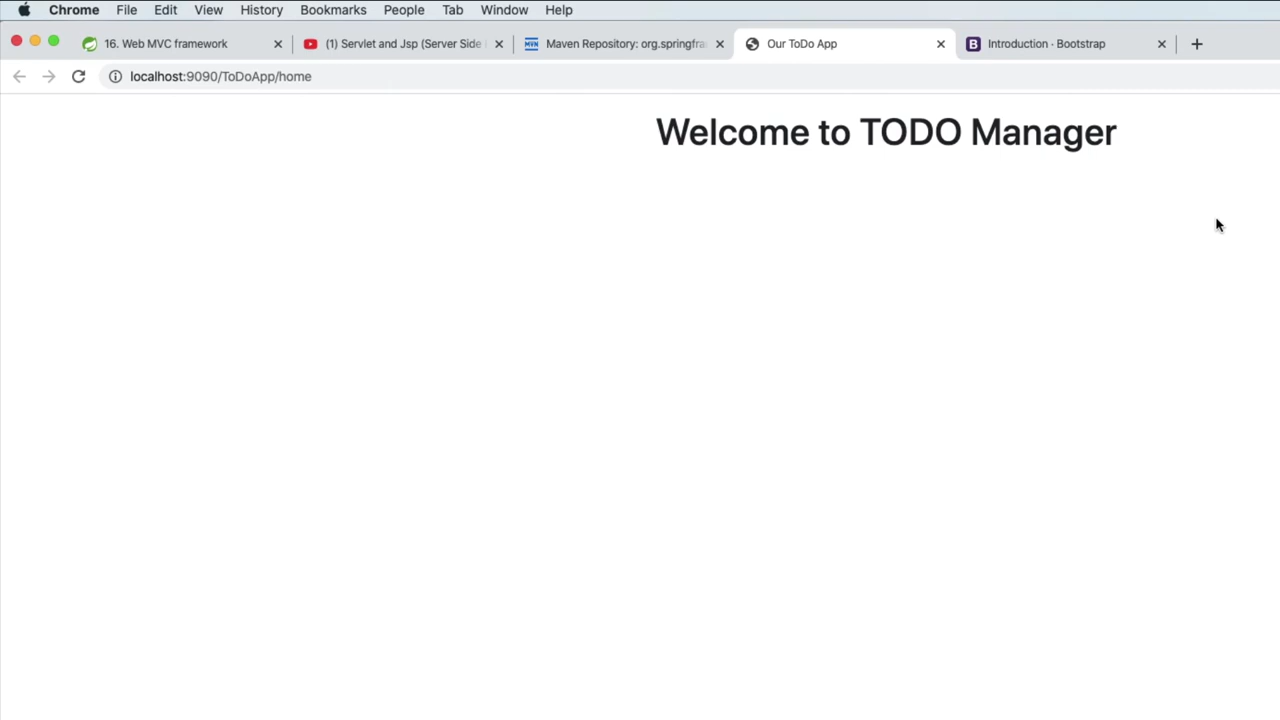 Chrome File Edit View History Bookmarks People Tab Window Help
16. Web MVC framework (1) Servlet and Jsp (Server Side Maven Repository: org.springfra Our ToDo App Introduction · Bootstrap
localhost:9090/ToDoApp/home
Welcome to TODO Manager